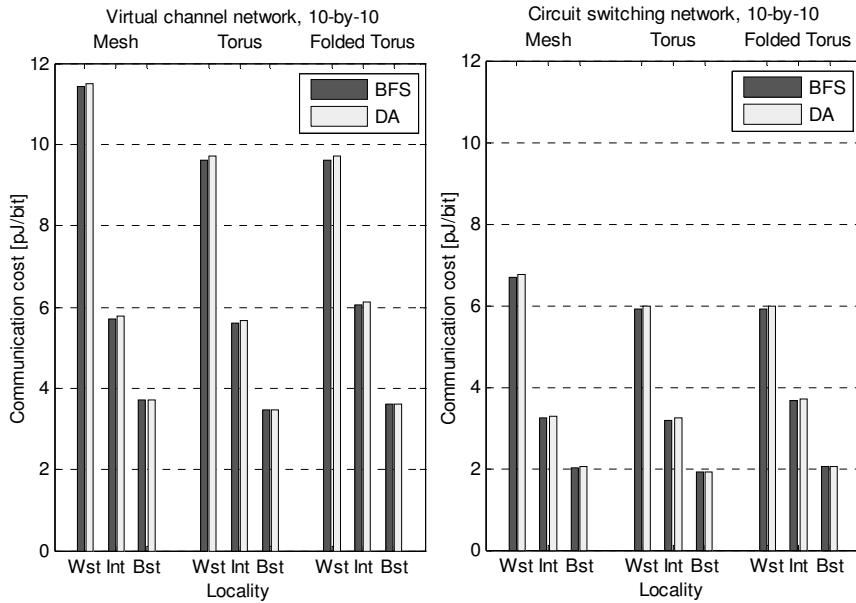 Virtual channel network, 10-by-10
Mesh Torus Folded Torus
12
10
8
6
4
2
0
Communication cost [pJ/bit]
BFS
DA
Wst Int Bst Wst Int Bst Wst Int Bst
Locality
Circuit switching network, 10-by-10
Mesh Torus Folded Torus
12
10
8
6
4
2
0
Communication cost [pJ/bit]
BFS
DA
Wst Int Bst Wst Int Bst Wst Int Bst
Locality